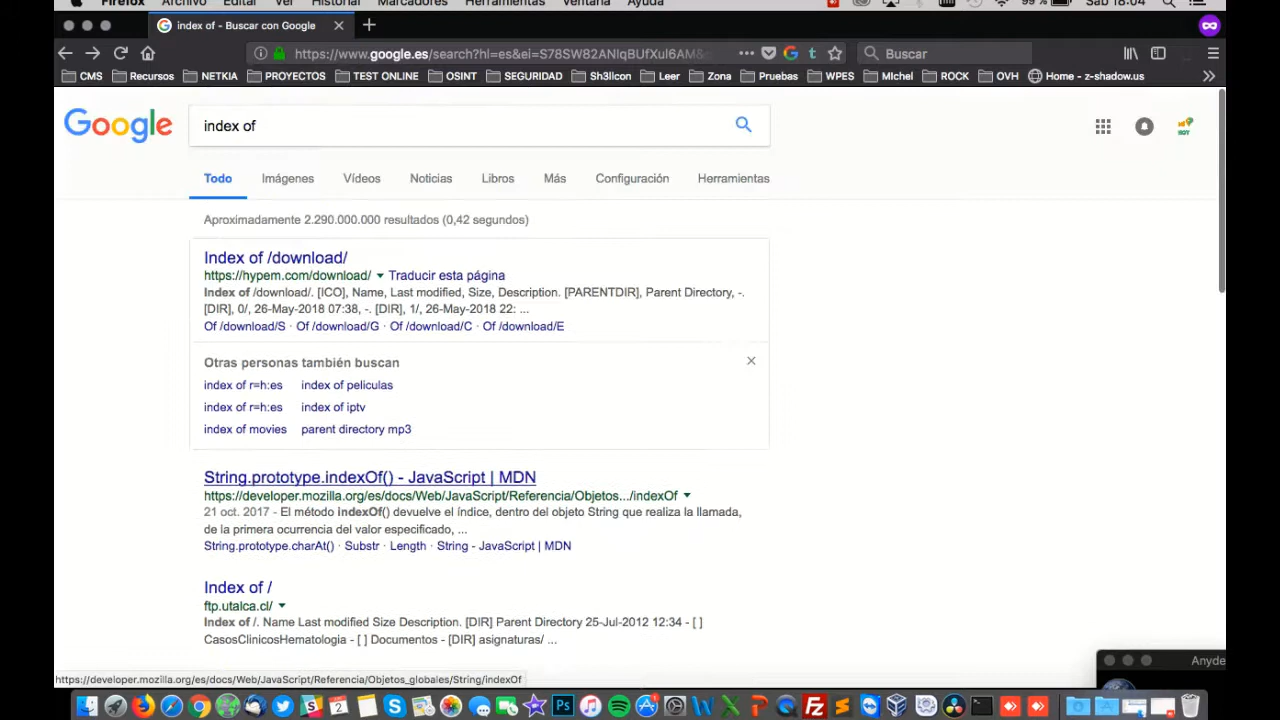 Firefox Archivo Editar Ver Historial Marcadores Herramientas Ventana Ayuda 99 % Sáb 18:04
index of - Buscar con Google
https://www.google.es/search?hl=es&ei=S78SW82ANIqBUfXul6AM& Buscar
CMS Recursos NETKIA PROYECTOS TEST ONLINE OSINT SEGURIDAD Sh3llcon Leer Zona Pruebas WPES Michel ROCK OVH Home - z-shadow.us
Google index of
Todo Imágenes Vídeos Noticias Libros Más Configuración Herramientas
Aproximadamente 2.290.000.000 resultados (0,42 segundos)
Index of /download/
https://hypem.com/download/ Traducir esta página
Index of /download/. [ICO], Name, Last modified, Size, Description. [PARENTDIR], Parent Directory, -.
[DIR], 0/, 26-May-2018 07:38, -. [DIR], 1/, 26-May-2018 22: ...
Of /download/S · Of /download/G · Of /download/C · Of /download/E
Otras personas también buscan
index of r=h:es index of peliculas
index of r=h:es index of iptv
index of movies parent directory mp3
String.prototype.indexOf() - JavaScript | MDN
https://developer.mozilla.org/es/docs/Web/JavaScript/Referencia/Objetos.../indexOf
21 oct. 2017 - El método indexOf() devuelve el índice, dentro del objeto String que realiza la llamada,
de la primera ocurrencia del valor especificado, ...
String.prototype.charAt() · Substr · Length · String - JavaScript | MDN
Index of /
ftp.utalca.cl/
Index of /. Name Last modified Size Description. [DIR] Parent Directory 25-Jul-2012 12:34 - [ ]
CasosClinicosHematologia - [ ] Documentos - [DIR] asignaturas/ ...
Anyde
https://developer.mozilla.org/es/docs/Web/JavaScript/Referencia/Objetos_globales/String/indexOf